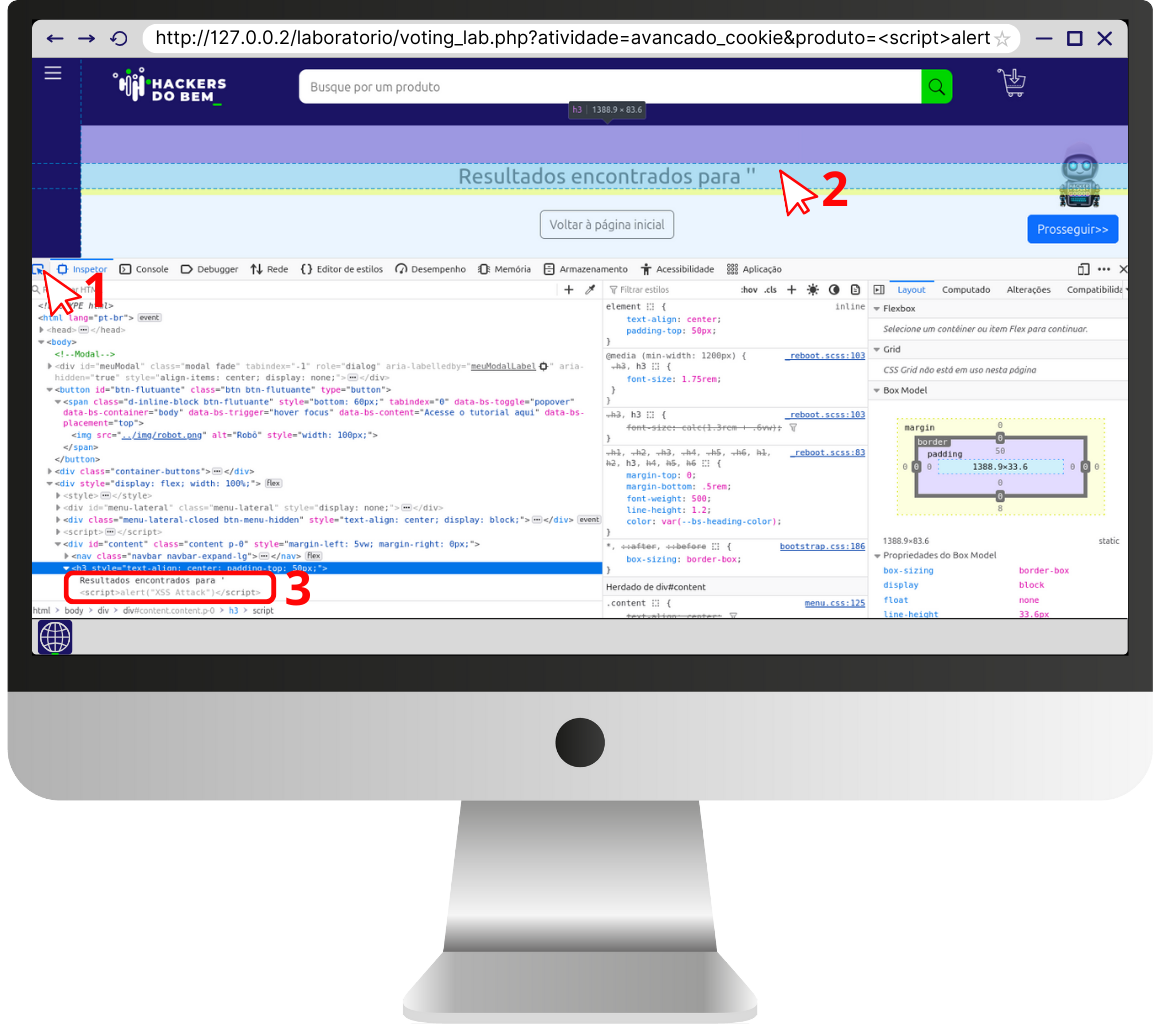 http://127.0.0.2/laboratorio/voting_lab.php?atividade=avancado_cookie&produto=<script>alert
HACKERS
DO BEM_
Busque por um produto
h3 | 1388.9 × 83.6
Resultados encontrados para ''
2
Voltar à página inicial
Prosseguir>>
Inspetor
Console
Debugger
Rede
{} Editor de estilos
Desempenho
Memória
Armazenamento
Acessibilidade
Aplicação
1
HTM
<html lang="pt-br"> event
<head> ··· </head>
<body>
<!--Modal-->
<div id="meuModal" class="modal fade" tabindex="-1" role="dialog" aria-labelledby="meuModalLabel" aria-
hidden="true" style="align-items: center; display: none;"> ··· </div>
<button id="btn-flutuante" class="btn btn-flutuante" type="button">
<span class="d-inline-block btn-flutuante" style="bottom: 60px;" tabindex="0" data-bs-toggle="popover"
data-bs-container="body" data-bs-trigger="hover focus" data-bs-content="Acesse o tutorial aqui" data-bs-
placement="top">
<img src="../img/robot.png" alt="Robô" style="width: 100px;">
</span>
</button>
<div class="container-buttons"> ··· </div>
<div style="display: flex; width: 100%;"> flex
<style> ··· </style>
<div id="menu-lateral" class="menu-lateral" style="display: none;"> ··· </div>
<div class="menu-lateral-closed btn-menu-hidden" style="text-align: center; display: block;"> ··· </div> event
<script> ··· </script>
<div id="content" class="content p-0" style="margin-left: 5vw; margin-right: 0px;">
<nav class="navbar navbar-expand-lg"> ··· </nav> flex
<h3 style="text-align: center; padding-top: 50px;">
Resultados encontrados para '
<script>alert("XSS Attack")</script>
3
html > body > div > div#content.content.p-0 > h3 > script
Filtrar estilos
:hov .cls +
element { inline
text-align: center;
padding-top: 50px;
}
@media (min-width: 1200px) { _reboot.scss:103
.h3, h3 {
font-size: 1.75rem;
}
}
.h3, h3 { _reboot.scss:103
font-size: calc(1.3rem + .6vw);
}
.h1, .h2, .h3, .h4, .h5, .h6, h1, _reboot.scss:83
h2, h3, h4, h5, h6 {
margin-top: 0;
margin-bottom: .5rem;
font-weight: 500;
line-height: 1.2;
color: var(--bs-heading-color);
}
*, ::after, ::before { bootstrap.css:186
box-sizing: border-box;
}
Herdado de div#content
.content { menu.css:125
text-align: center;
Layout
Computado
Alterações
Compatibilida
Flexbox
Selecione um contêiner ou item Flex para continuar.
Grid
CSS Grid não está em uso nesta página
Box Model
margin
0
border
0
padding
50
0 0 0 1388.9×33.6 0 0 0
0
0
8
1388.9×83.6 static
Propriedades do Box Model
box-sizing border-box
display block
float none
line-height 33.6px